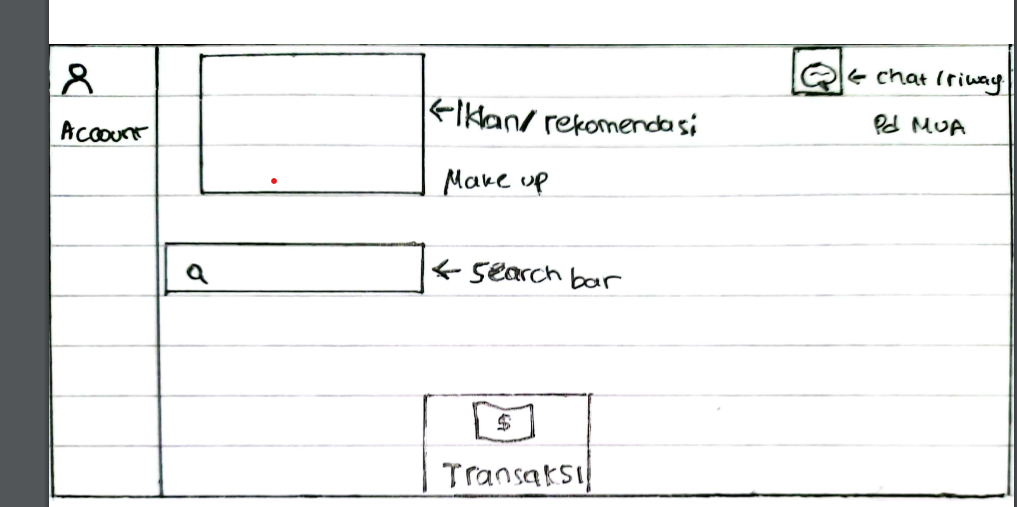 Account
←Iklan/ rekomendasi
Make up
← chat /riway
Pd MUA
← Search bar
$
Transaksi